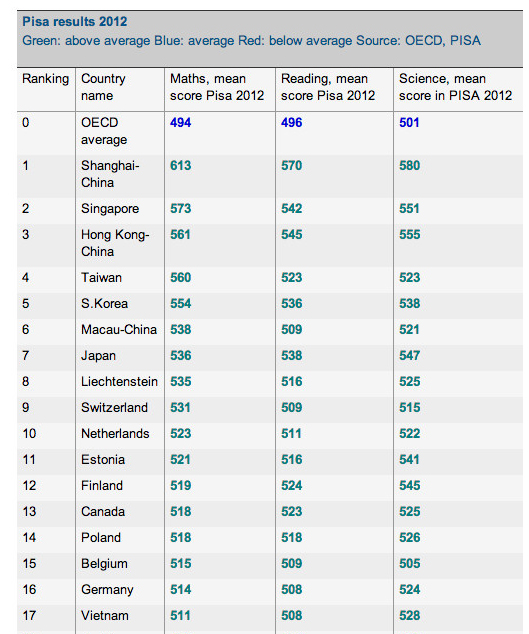 Pisa results 2012
Green: above average Blue: average Red: below average Source: OECD, PISA
Ranking Country name Maths, mean score Pisa 2012 Reading, mean score Pisa 2012 Science, mean score in PISA 2012
0 OECD average 494 496 501
1 Shanghai-China 613 570 580
2 Singapore 573 542 551
3 Hong Kong-China 561 545 555
4 Taiwan 560 523 523
5 S.Korea 554 536 538
6 Macau-China 538 509 521
7 Japan 536 538 547
8 Liechtenstein 535 516 525
9 Switzerland 531 509 515
10 Netherlands 523 511 522
11 Estonia 521 516 541
12 Finland 519 524 545
13 Canada 518 523 525
14 Poland 518 518 526
15 Belgium 515 509 505
16 Germany 514 508 524
17 Vietnam 511 508 528